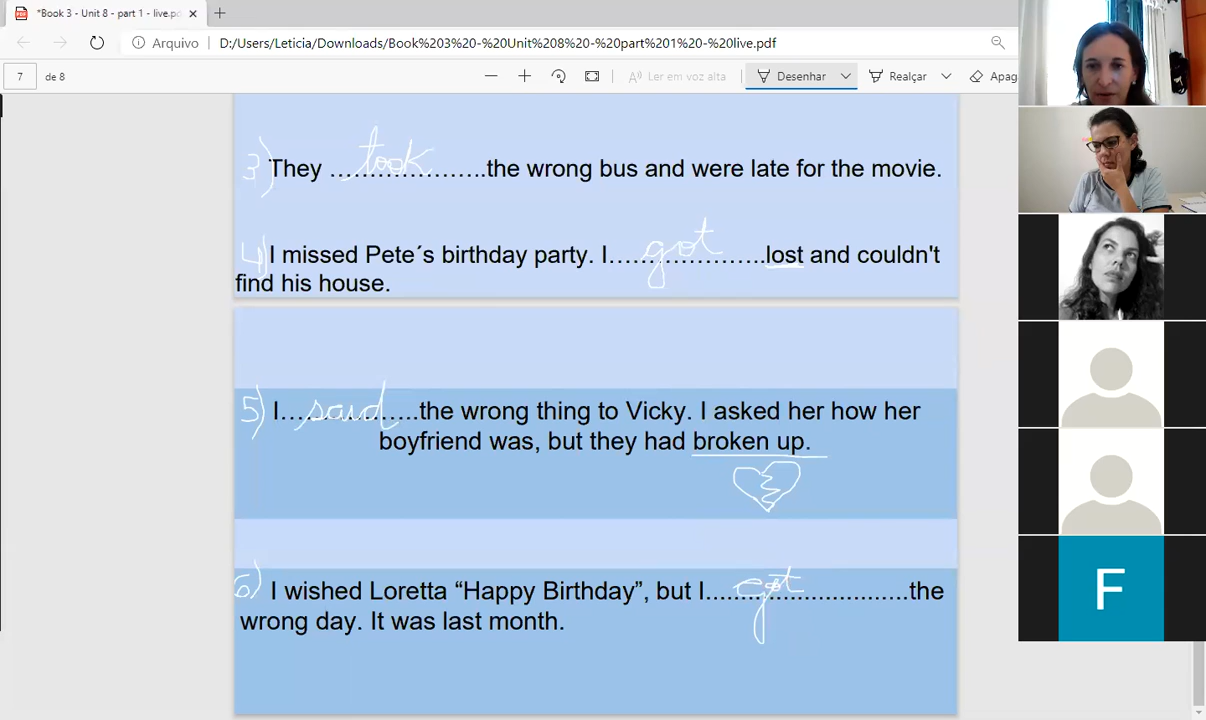 *Book 3 - Unit 8 - part 1 - live.p
Arquivo D:/Users/Leticia/Downloads/Book%203%20-%20Unit%208%20-%20part%201%20-%20live.pdf
7 de 8 Ler em voz alta Desenhar Realçar Apag
3) They ...took...the wrong bus and were late for the movie.
4) I missed Pete´s birthday party. I...got...lost and couldn't
find his house.
5) I...said...the wrong thing to Vicky. I asked her how her
boyfriend was, but they had broken up.
6) I wished Loretta “Happy Birthday”, but I...got...the
wrong day. It was last month.
F